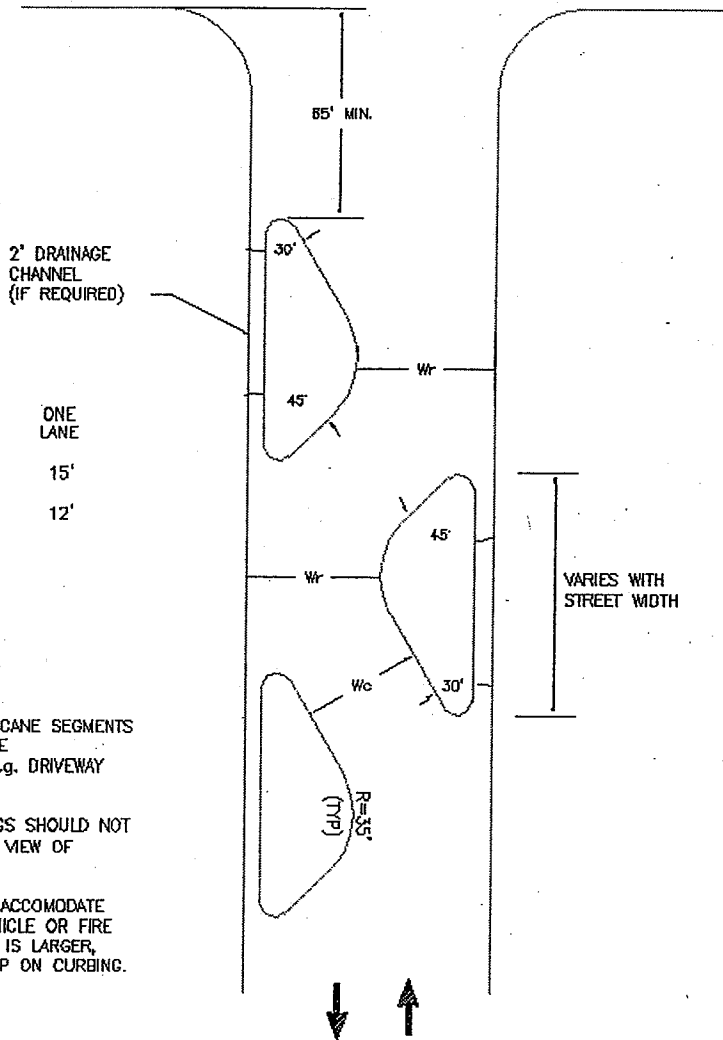 65' MIN.
2' DRAINAGE
CHANNEL
(IF REQUIRED)
30'
Wr
45'
ONE
LANE
15'
12'
45'
Wr
VARIES WITH
STREET WIDTH
Wc
30'
CANE SEGMENTS
E
.g. DRIVEWAY
R=35'
(TYP)
GS SHOULD NOT
VIEW OF
ACCOMODATE
HICLE OR FIRE
IS LARGER,
P ON CURBING.